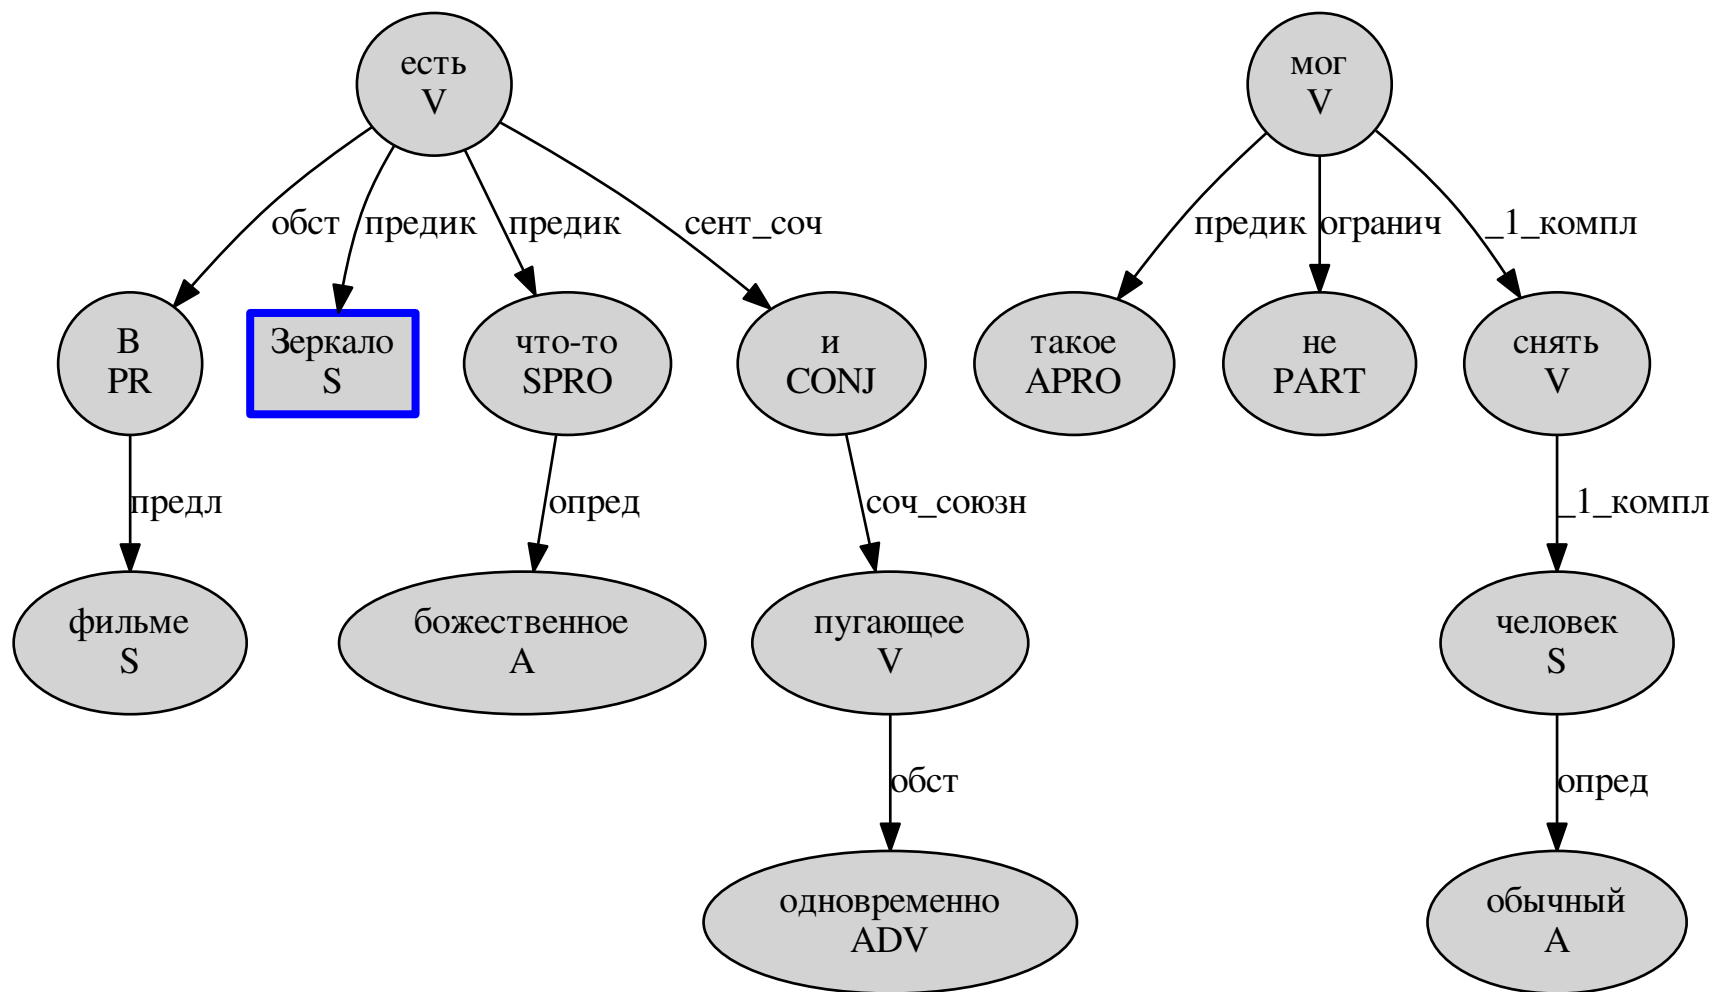 есть
V
мог
V
обст
предик
предик
сент_соч
предик
огранич
_1_компл
В
PR
Зеркало
S
что-то
SPRO
и
CONJ
такое
APRO
не
PART
снять
V
предл
опред
соч_союзн
_1_компл
фильме
S
божественное
A
пугающее
V
человек
S
обст
опред
одновременно
ADV
обычный
A